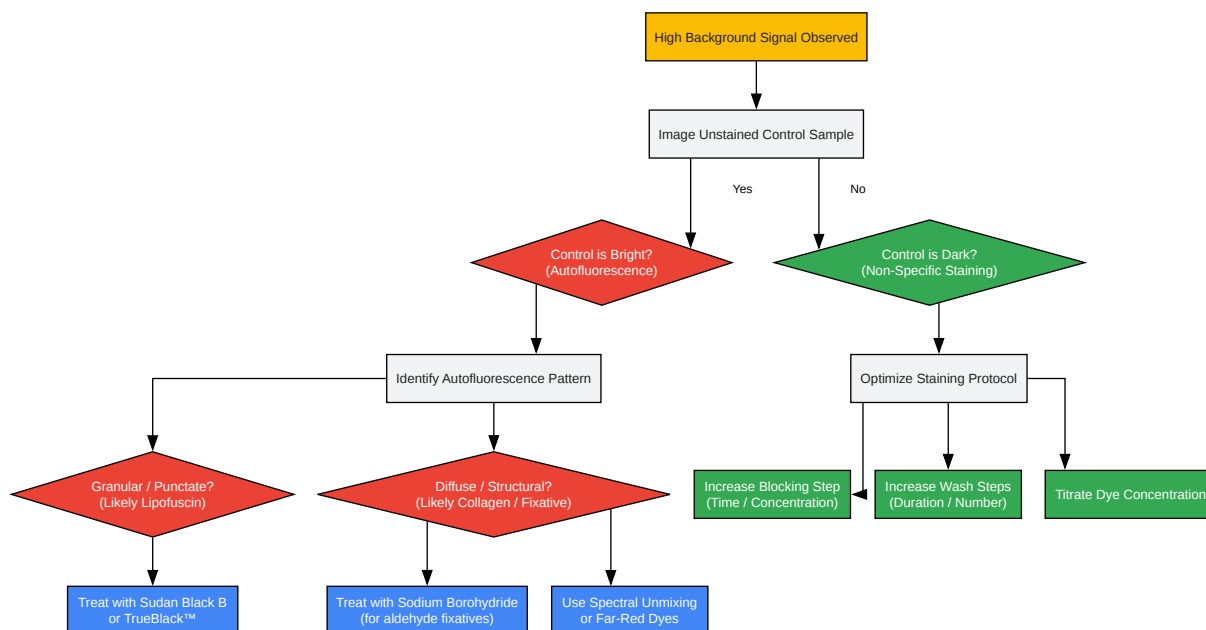 High Background Signal Observed
Image Unstained Control Sample
Yes
No
Control is Bright?
(Autofluorescence)
Control is Dark?
(Non-Specific Staining)
Identify Autofluorescence Pattern
Optimize Staining Protocol
Granular / Punctate?
(Likely Lipofuscin)
Diffuse / Structural?
(Likely Collagen / Fixative)
Increase Blocking Step
(Time / Concentration)
Increase Wash Steps
(Duration / Number)
Titrate Dye Concentration
Treat with Sudan Black B
or TrueBlack™
Treat with Sodium Borohydride
(for aldehyde fixatives)
Use Spectral Unmixing
or Far-Red Dyes